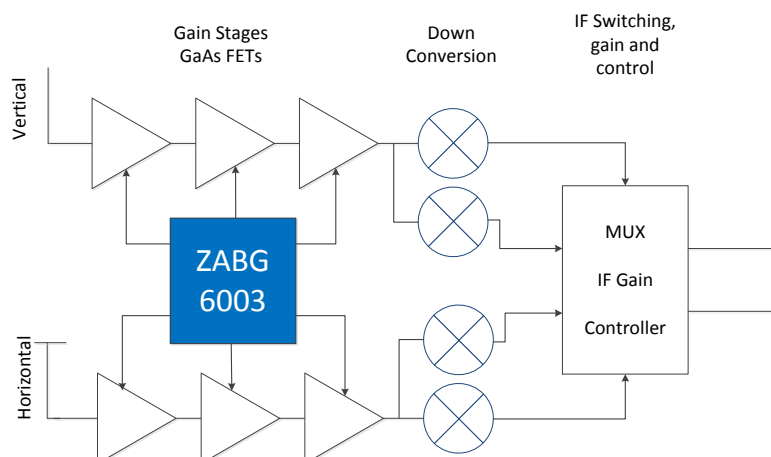 Gain Stages
GaAs FETs
Down
Conversion
IF Switching,
gain and
control
Vertical
ZABG
6003
MUX
IF Gain
Controller
Horizontal